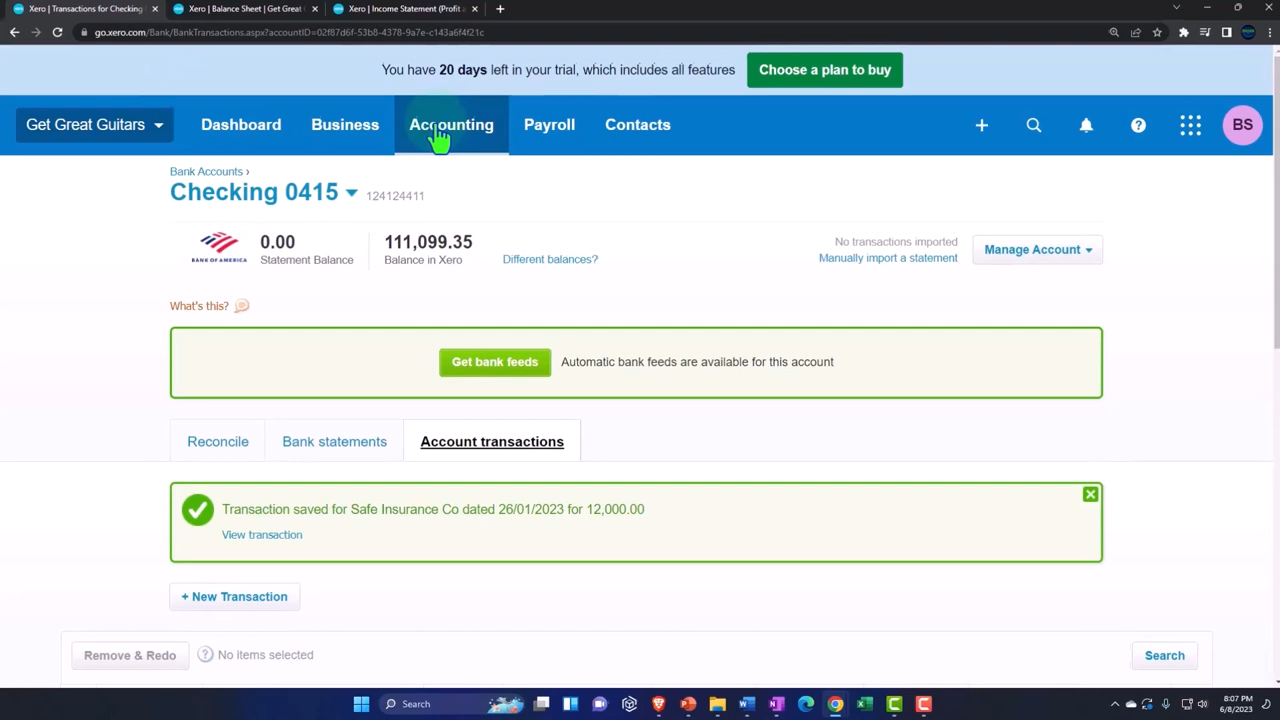 Xero | Transactions for Checking
Xero | Balance Sheet | Get Great
Xero | Income Statement (Profit a
go.xero.com/Bank/BankTransactions.aspx?accountID=02f87d6f-53b8-4378-9a7e-c143a6f4f21c
You have 20 days left in your trial, which includes all features
Choose a plan to buy
Get Great Guitars
Dashboard
Business
Accounting
Payroll
Contacts
BS
Bank Accounts ›
Checking 0415
124124411
BANK OF AMERICA
0.00
Statement Balance
111,099.35
Balance in Xero
Different balances?
No transactions imported
Manually import a statement
Manage Account
What's this?
Get bank feeds
Automatic bank feeds are available for this account
Reconcile
Bank statements
Account transactions
Transaction saved for Safe Insurance Co dated 26/01/2023 for 12,000.00
View transaction
+ New Transaction
Remove & Redo
? No items selected
Search
Search
8:07 PM
6/8/2023